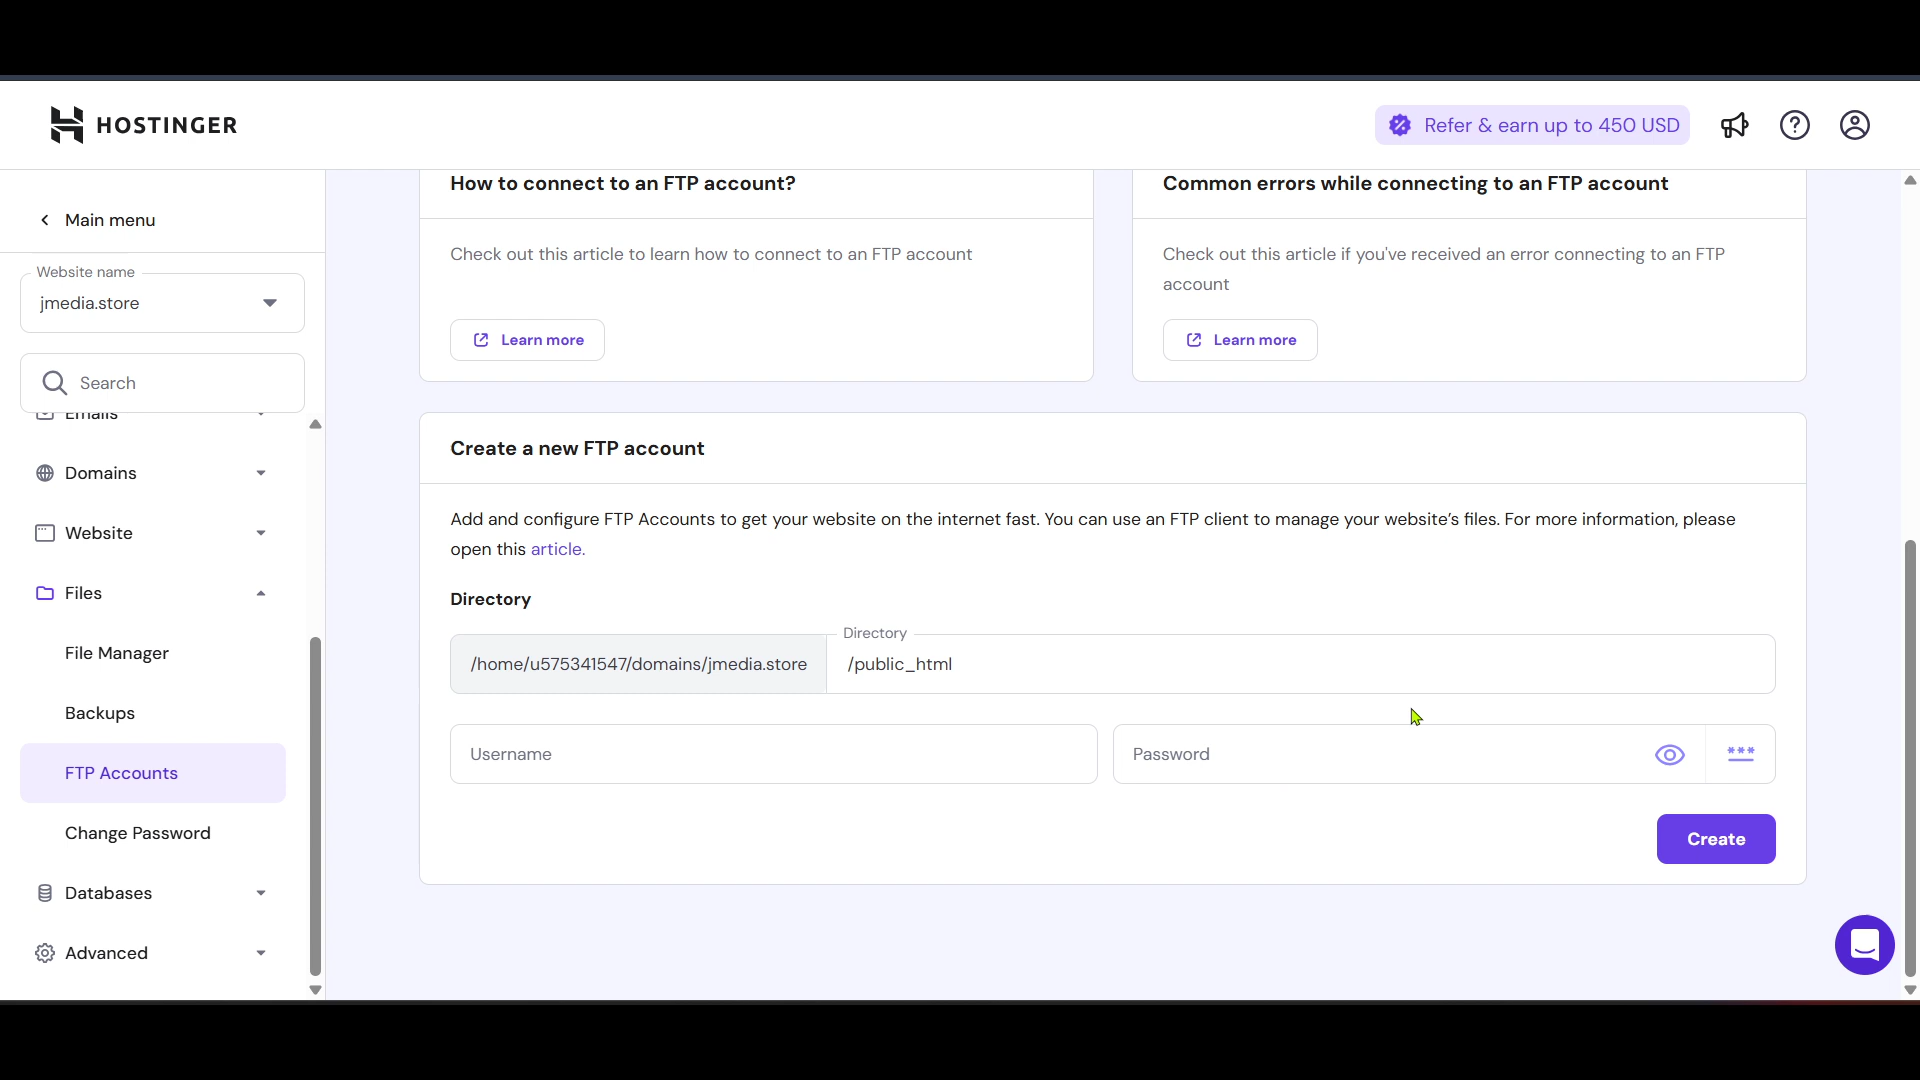 HOSTINGER
Refer & earn up to 450 USD
Main menu
Website name
jmedia.store
Search
Emails
Domains
Website
Files
File Manager
Backups
FTP Accounts
Change Password
Databases
Advanced
How to connect to an FTP account?
Check out this article to learn how to connect to an FTP account
Learn more
Common errors while connecting to an FTP account
Check out this article if you've received an error connecting to an FTP
account
Learn more
Create a new FTP account
Add and configure FTP Accounts to get your website on the internet fast. You can use an FTP client to manage your website's files. For more information, please
open this article.
Directory
Directory
/home/u575341547/domains/jmedia.store /public_html
Username
Password
Create